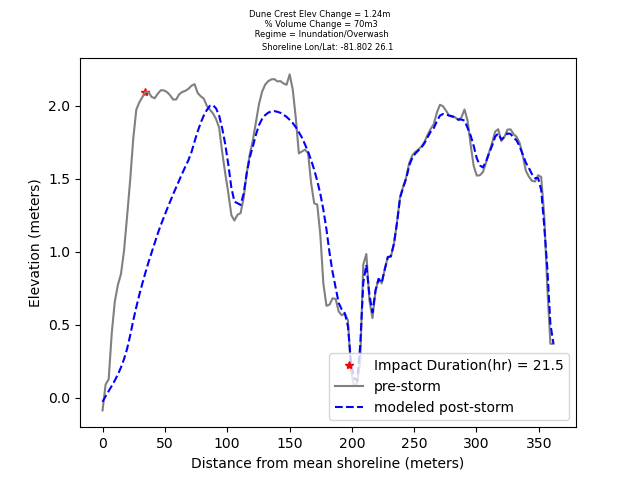 Dune Crest Elev Change = 1.24m
% Volume Change = 70m3
Regime = Inundation/Overwash
Shoreline Lon/Lat: -81.802 26.1
Elevation (meters)
2.0
1.5
1.0
0.5
0.0
Impact Duration(hr) = 21.5
pre-storm
modeled post-storm
0 50 100 150 200 250 300 350
Distance from mean shoreline (meters)